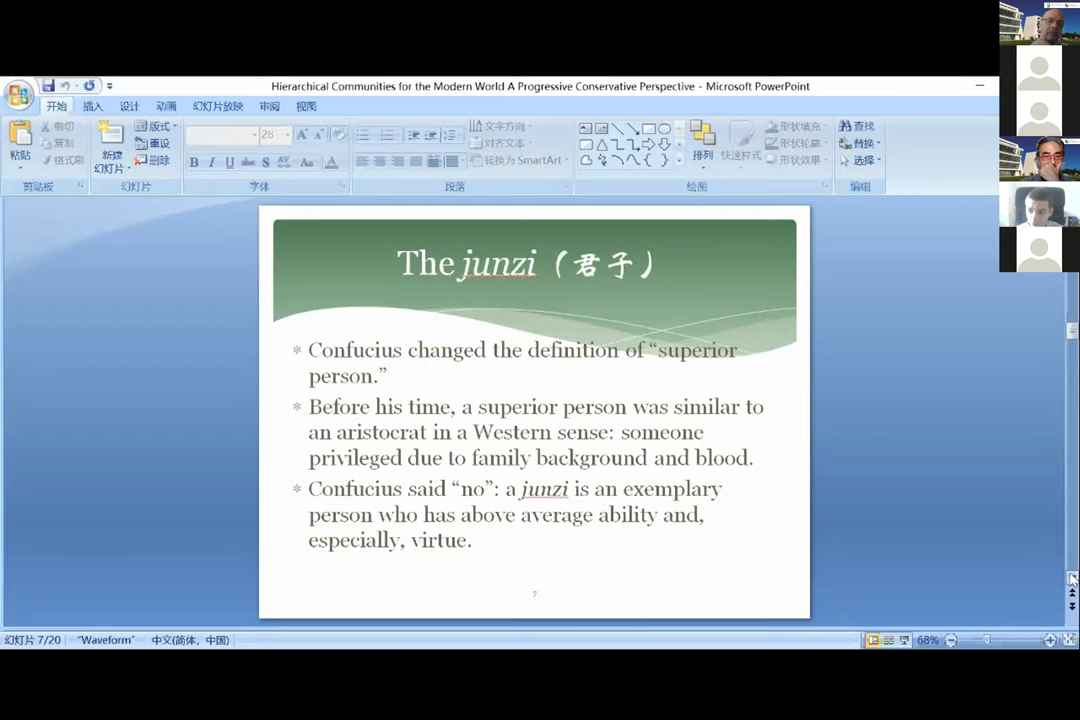 Hierarchical Communities for the Modern World A Progressive Conservative Perspective - Microsoft PowerPoint
开始 插入 设计 动画 幻灯片放映 审阅 视图
粘贴
剪切
复制
格式刷
剪贴板
新建
幻灯片
版式
重设
删除
幻灯片
28
B I U abe S AV Aa A
字体
文字方向
对齐文本
转换为 SmartArt
段落
排列
快速样式
形状填充
形状轮廓
形状效果
绘图
查找
替换
选择
编辑
The junzi（君子）
Confucius changed the definition of “superior
person.”
Before his time, a superior person was similar to
an aristocrat in a Western sense: someone
privileged due to family background and blood.
Confucius said “no”: a junzi is an exemplary
person who has above average ability and,
especially, virtue.
7
幻灯片 7/20 "Waveform" 中文(简体，中国) 68%